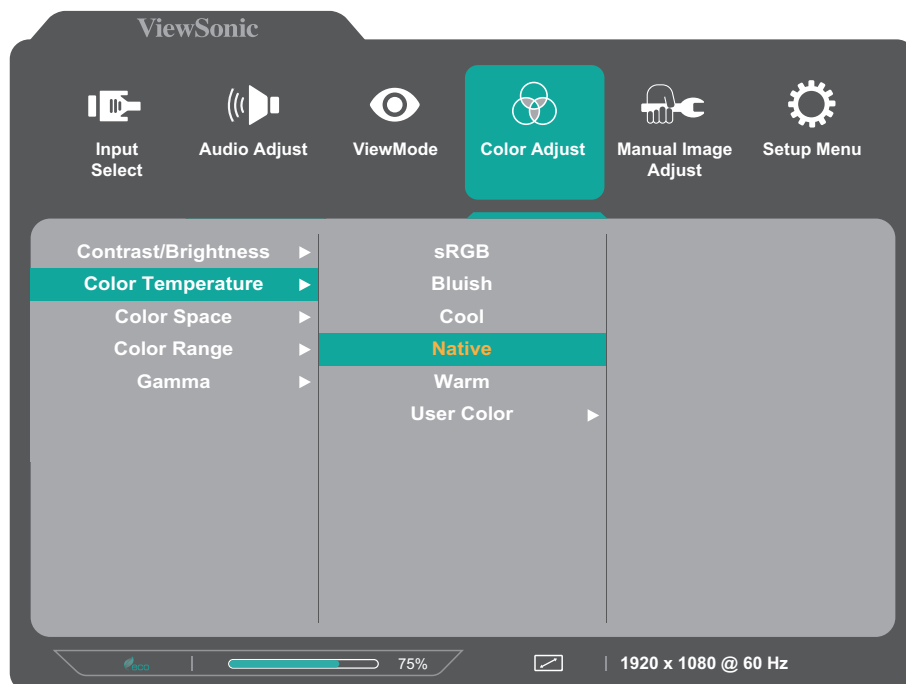 ViewSonic
Input Select
Audio Adjust
ViewMode
Color Adjust
Manual Image Adjust
Setup Menu
Contrast/Brightness
Color Temperature
Color Space
Color Range
Gamma
sRGB
Bluish
Cool
Native
Warm
User Color
eco
75%
1920 x 1080 @ 60 Hz